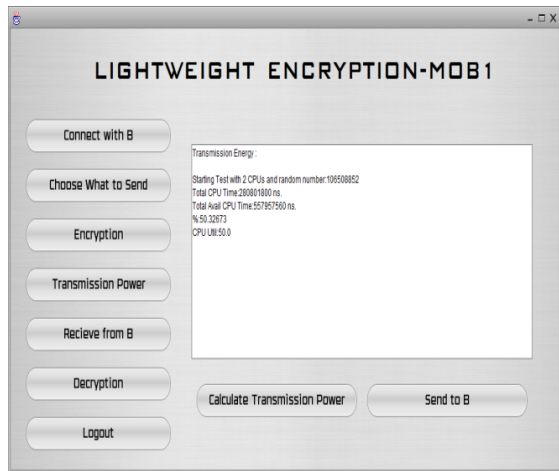 LIGHTWEIGHT ENCRYPTION-MOB1
Connect with B
Choose What to Send
Encryption
Transmission Power
Recieve from B
Decryption
Logout
Transmission Energy :
Starting Test with 2 CPUs and random number:106508852
Total CPU Time:280801800 ns.
Total Avail CPU Time:557957560 ns.
%:50.32673
CPU Util:50.0
Calculate Transmission Power
Send to B